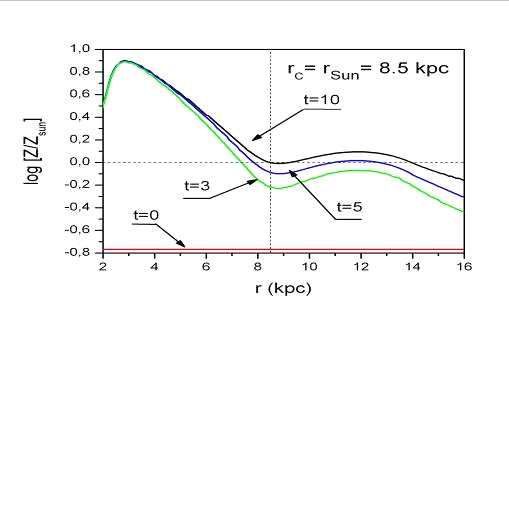 1,0
r_C = r_Sun = 8.5 kpc
0,8
0,6
t=10
0,4
0,2
0,0
log [Z/Z_sun]
-0,2
t=3
t=5
-0,4
t=0
-0,6
-0,8
2 4 6 8 10 12 14 16
r (kpc)